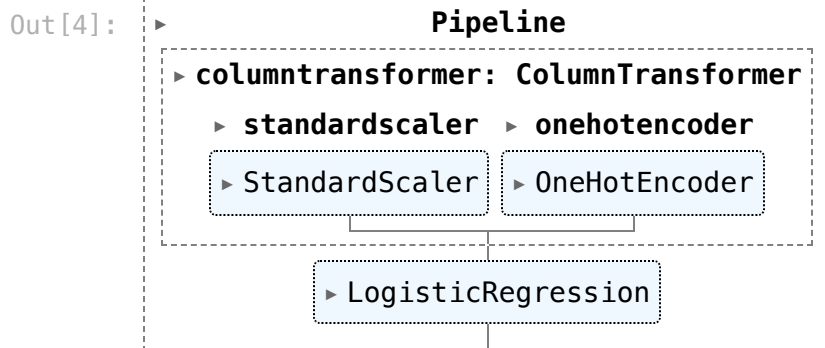 Out[4]:
Pipeline
columntransformer: ColumnTransformer
standardscaler onehotencoder
StandardScaler OneHotEncoder
LogisticRegression